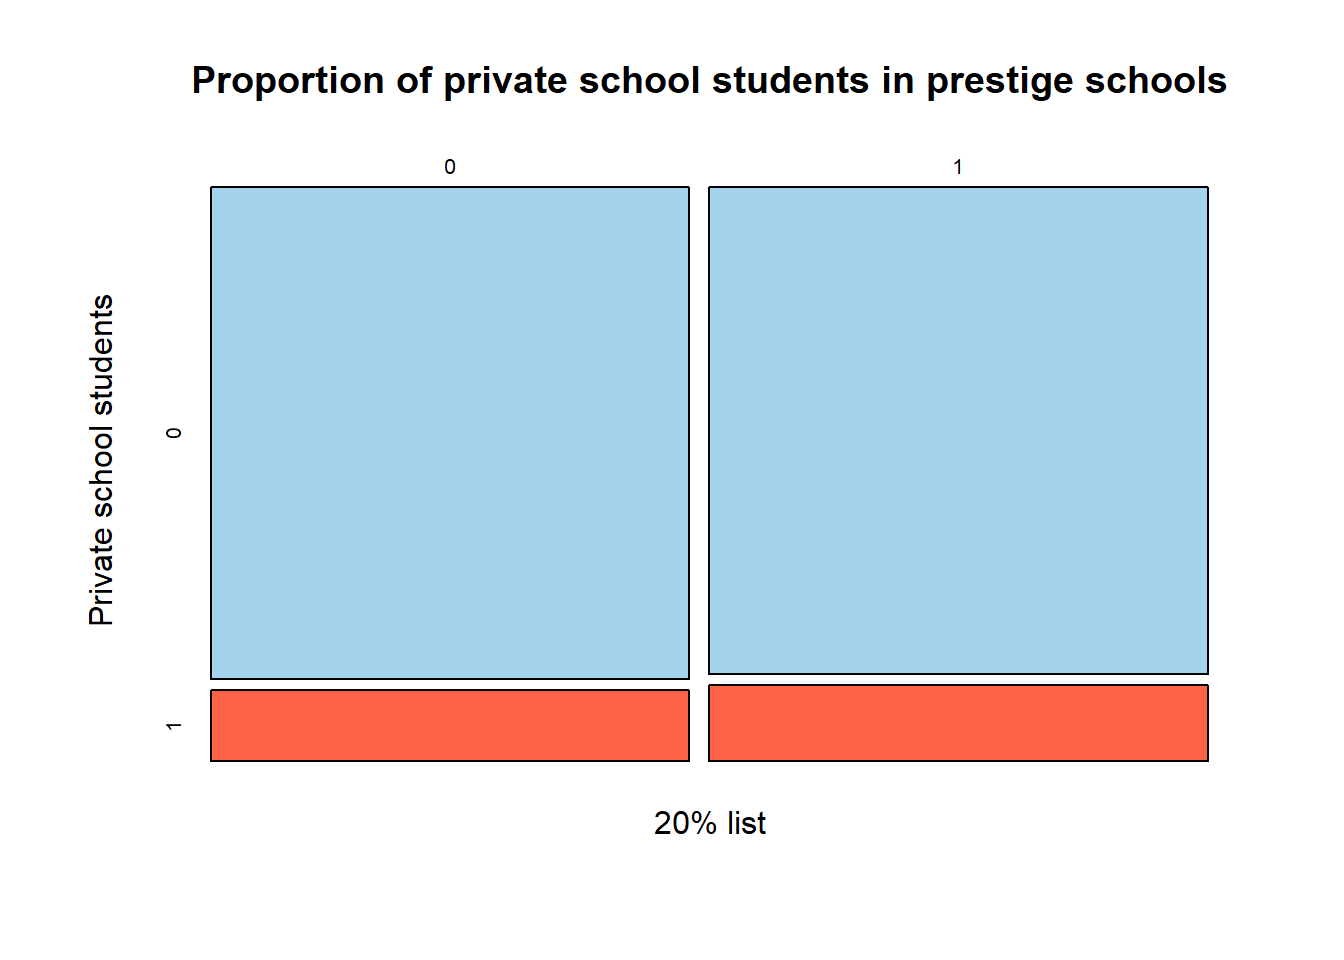 Proportion of private school students in prestige schools
0 1
Private school students
0
1
20% list